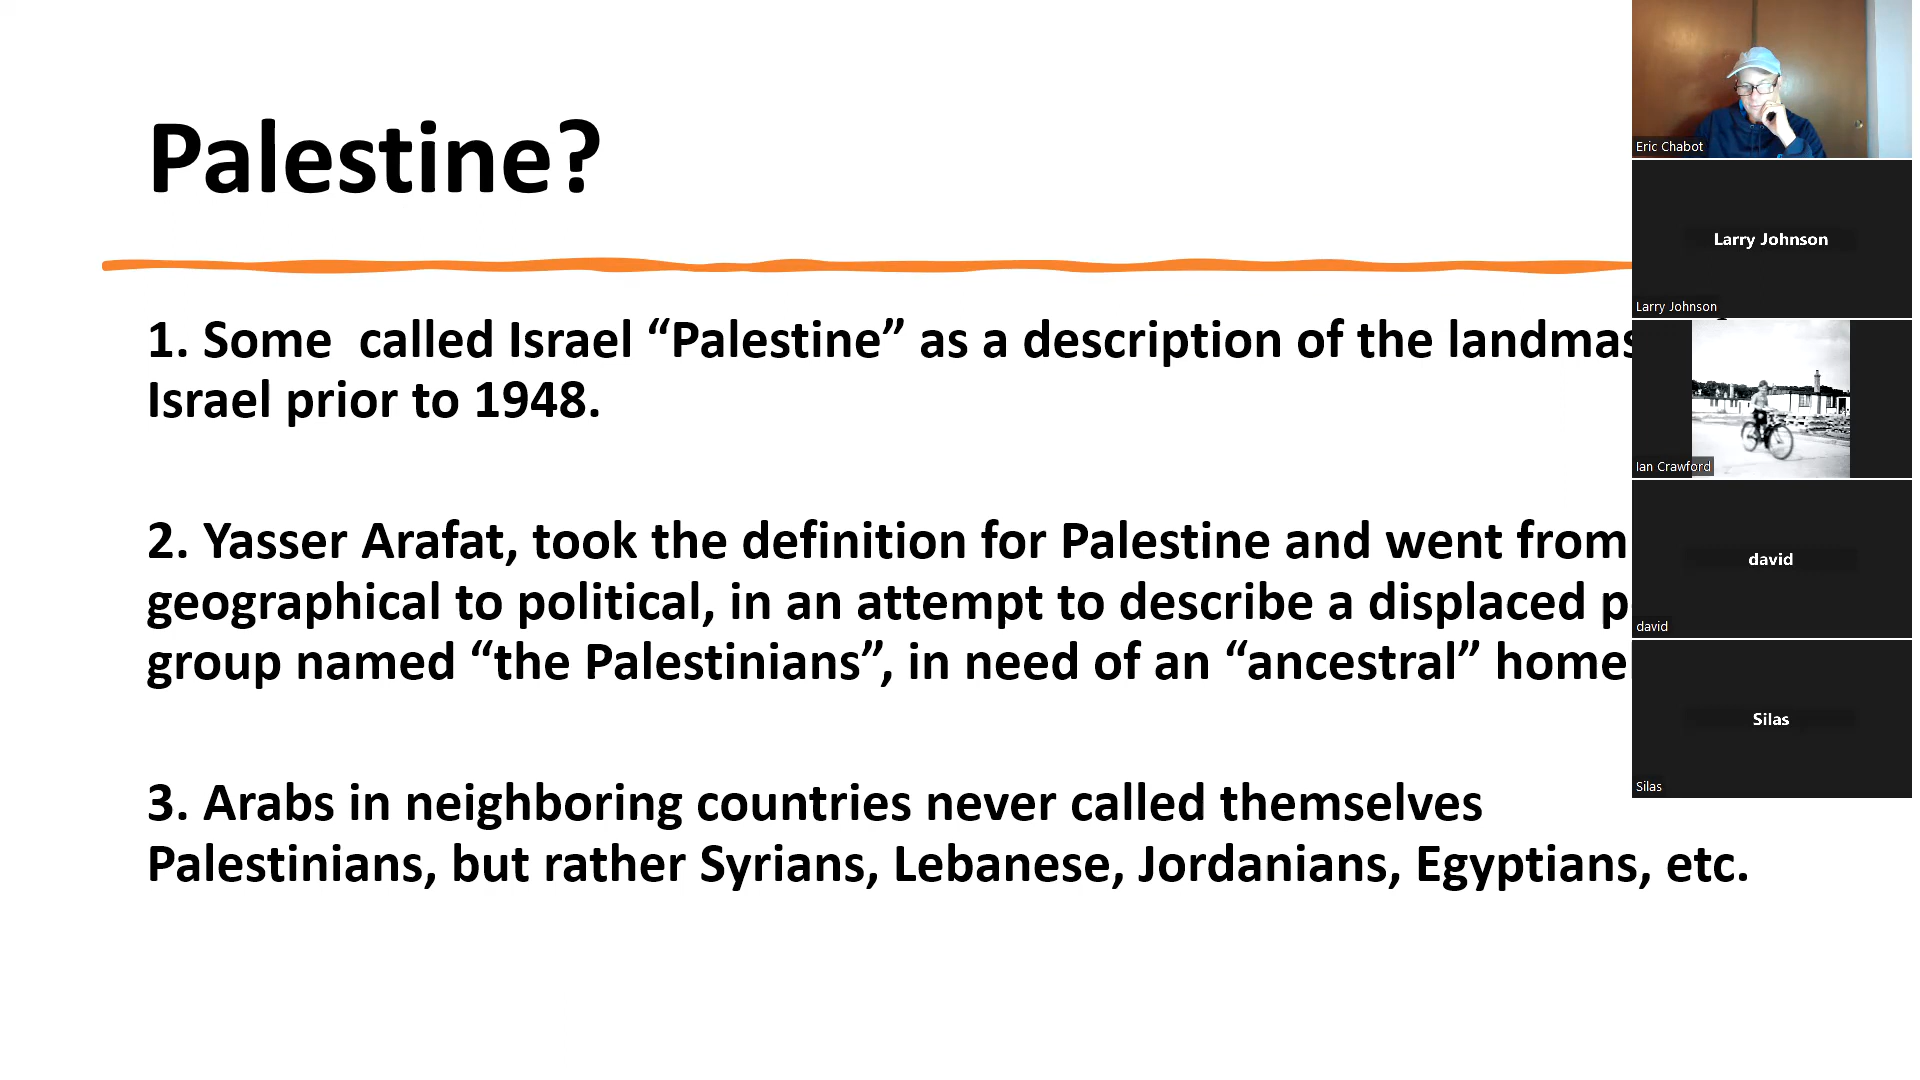 Palestine?
1. Some called Israel “Palestine” as a description of the
Israel prior to 1948.
2. Yasser Arafat, took the definition for Palestine and went from
geographical to political, in an attempt to describe a displaced
group named “the Palestinians”, in need of an “ancestral”
3. Arabs in neighboring countries never called themselves
Palestinians, but rather Syrians, Lebanese, Jordanians, Egyptians, etc.
Eric Chabot
Larry Johnson
Larry Johnson
Ian Crawford
david
david
Silas
Silas